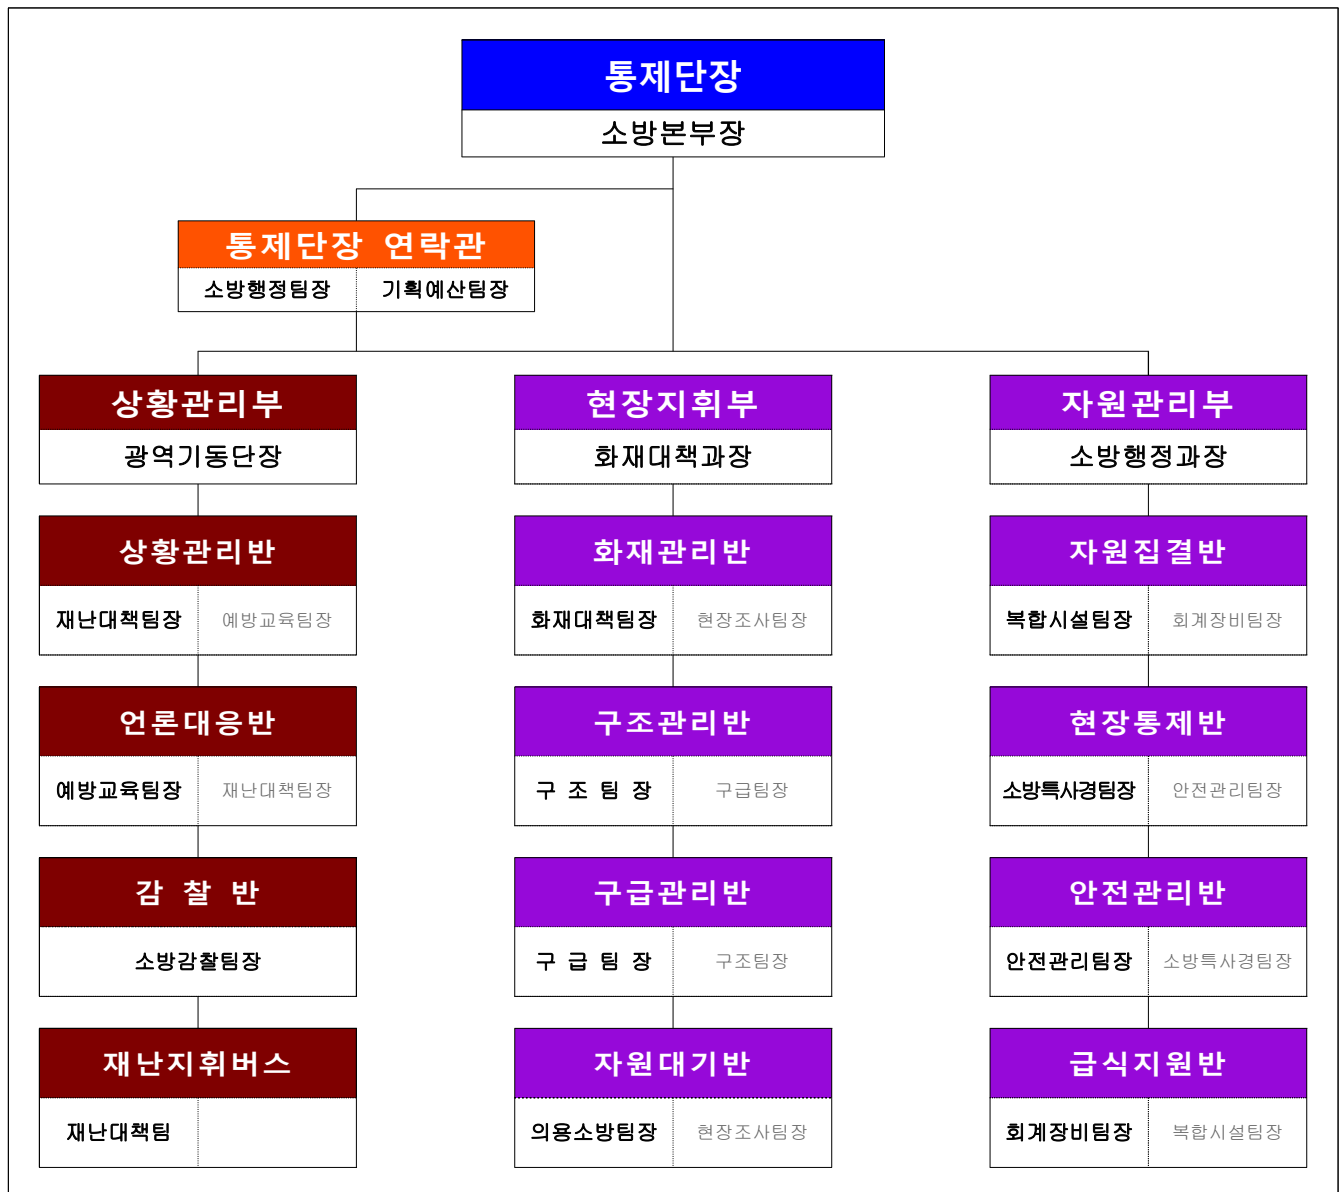 통제단장
소방본부장
통제단장 연락관
소방행정팀장 기획예산팀장
상황관리부 현장지휘부 자원관리부
광역기동단장 화재대책과장 소방행정과장
상황관리반 화재관리반 자원집결반
재난대책팀장 예방교육팀장 화재대책팀장 현장조사팀장 복합시설팀장 회계장비팀장
언론대응반 구조관리반 현장통제반
예방교육팀장 재난대책팀장 구 조 팀 장 구급팀장 소방특사경팀장 안전관리팀장
감 찰 반 구급관리반 안전관리반
소방감찰팀장 구 급 팀 장 구조팀장 안전관리팀장 소방특사경팀장
재난지휘버스 자원대기반 급식지원반
재난대책팀 의용소방팀장 현장조사팀장 회계장비팀장 복합시설팀장